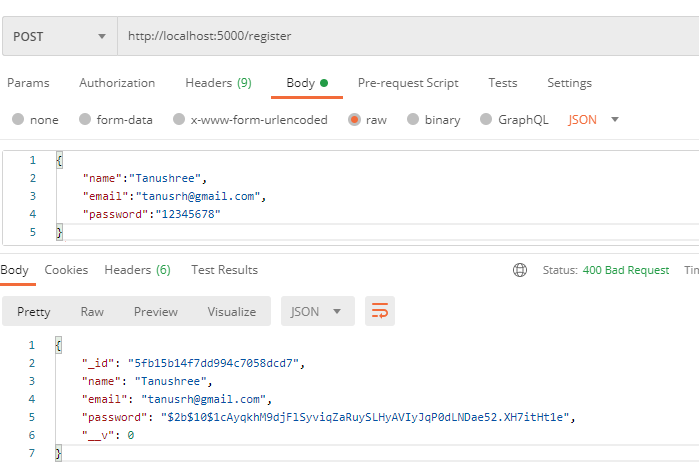 POST http://localhost:5000/register
Params Authorization Headers (9) Body Pre-request Script Tests Settings
none form-data x-www-form-urlencoded raw binary GraphQL JSON
1 {
2 "name":"Tanushree",
3 "email":"tanusrh@gmail.com",
4 "password":"12345678"
5 }
Body Cookies Headers (6) Test Results Status: 400 Bad Request Tin
Pretty Raw Preview Visualize JSON
1 {
2 "_id": "5fb15b14f7dd994c7058dcd7",
3 "name": "Tanushree",
4 "email": "tanusrh@gmail.com",
5 "password": "$2b$10$1cAyqkhM9djFlSyviqZaRuySLHyAVIyJqP0dLNDae52.XH7itHt1e",
6 "__v": 0
7 }